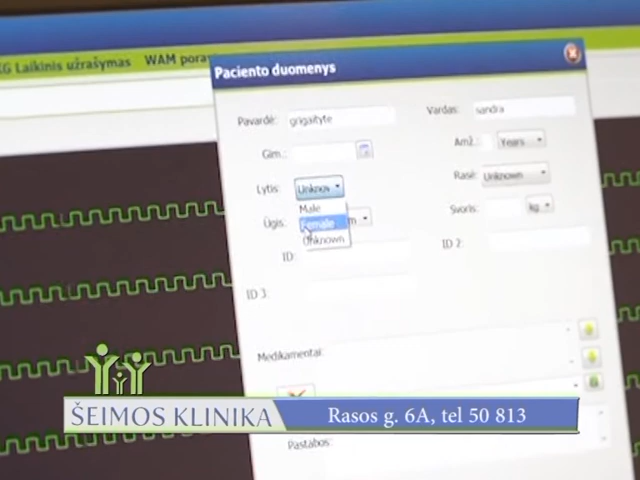 KG Laikinis užrašymas WAM
Paciento duomenys
Pavardė: grigaityte Vardas: sandra
Gim.: Amž.: Years
Lytis: Unknov Rasė: Unknown
Male
Female
Unknown
Ūgis: m Svoris: kg
ID: ID 2:
ID 3:
Medikamentai:
ŠEIMOS KLINIKA
Rasos g. 6A, tel 50 813
Pastabos: